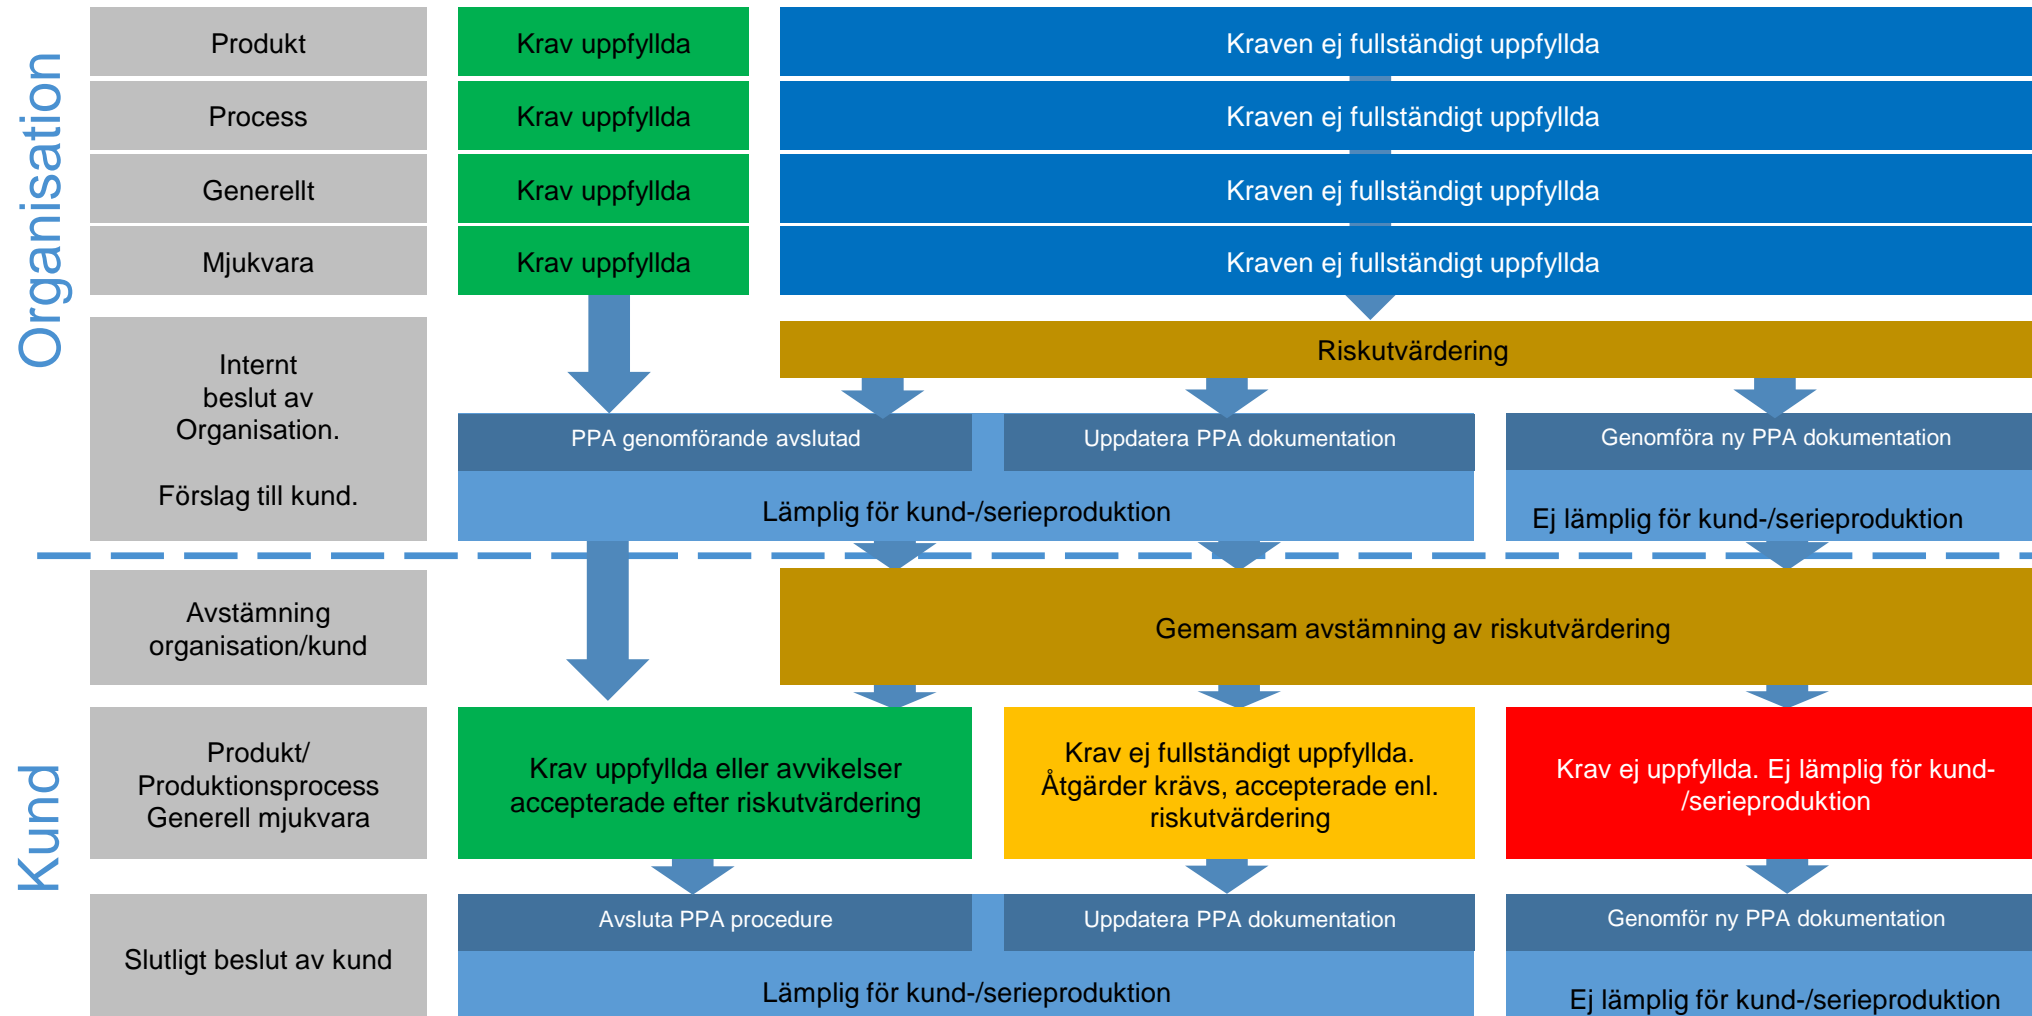 Organisation
Produkt
Krav uppfyllda
Kraven ej fullständigt uppfyllda
Process
Krav uppfyllda
Kraven ej fullständigt uppfyllda
Generellt
Krav uppfyllda
Kraven ej fullständigt uppfyllda
Mjukvara
Krav uppfyllda
Kraven ej fullständigt uppfyllda
Internt
beslut av
Organisation.
Förslag till kund.
Riskutvärdering
PPA genomförande avslutad
Uppdatera PPA dokumentation
Genomföra ny PPA dokumentation
Lämplig för kund-/serieproduktion
Ej lämplig för kund-/serieproduktion
Kund
Avstämning
organisation/kund
Gemensam avstämning av riskutvärdering
Produkt/
Produktionsprocess
Generell mjukvara
Krav uppfyllda eller avvikelser
accepterade efter riskutvärdering
Krav ej fullständigt uppfyllda.
Åtgärder krävs, accepterade enl.
riskutvärdering
Krav ej uppfyllda. Ej lämplig för kund-
/serieproduktion
Slutligt beslut av kund
Avsluta PPA procedure
Uppdatera PPA dokumentation
Genomför ny PPA dokumentation
Lämplig för kund-/serieproduktion
Ej lämplig för kund-/serieproduktion